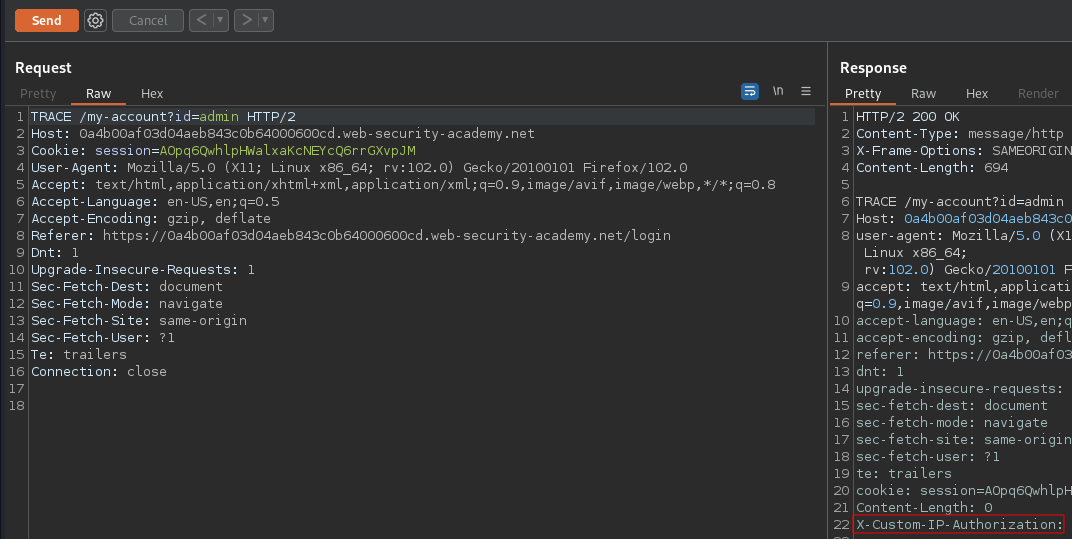 Send Cancel < >
Request
Pretty Raw Hex \n
1 TRACE /my-account?id=admin HTTP/2
2 Host: 0a4b00af03d04aeb843c0b64000600cd.web-security-academy.net
3 Cookie: session=AOpq6QwhlpHWalxaKcNEYcQ6rrGXvpJM
4 User-Agent: Mozilla/5.0 (X11; Linux x86_64; rv:102.0) Gecko/20100101 Firefox/102.0
5 Accept: text/html,application/xhtml+xml,application/xml;q=0.9,image/avif,image/webp,*/*;q=0.8
6 Accept-Language: en-US,en;q=0.5
7 Accept-Encoding: gzip, deflate
8 Referer: https://0a4b00af03d04aeb843c0b64000600cd.web-security-academy.net/login
9 Dnt: 1
10 Upgrade-Insecure-Requests: 1
11 Sec-Fetch-Dest: document
12 Sec-Fetch-Mode: navigate
13 Sec-Fetch-Site: same-origin
14 Sec-Fetch-User: ?1
15 Te: trailers
16 Connection: close
17
18
Response
Pretty Raw Hex Render
1 HTTP/2 200 OK
2 Content-Type: message/http
3 X-Frame-Options: SAMEORIGIN
4 Content-Length: 694
5
6 TRACE /my-account?id=admin
7 Host: 0a4b00af03d04aeb843c0
8 user-agent: Mozilla/5.0 (X1
Linux x86_64;
rv:102.0) Gecko/20100101 F
9 accept: text/html,applicati
q=0.9,image/avif,image/webp
10 accept-language: en-US,en;q
11 accept-encoding: gzip, defl
12 referer: https://0a4b00af03
13 dnt: 1
14 upgrade-insecure-requests:
15 sec-fetch-dest: document
16 sec-fetch-mode: navigate
17 sec-fetch-site: same-origin
18 sec-fetch-user: ?1
19 te: trailers
20 cookie: session=AOpq6QwhlpH
21 Content-Length: 0
22 X-Custom-IP-Authorization: